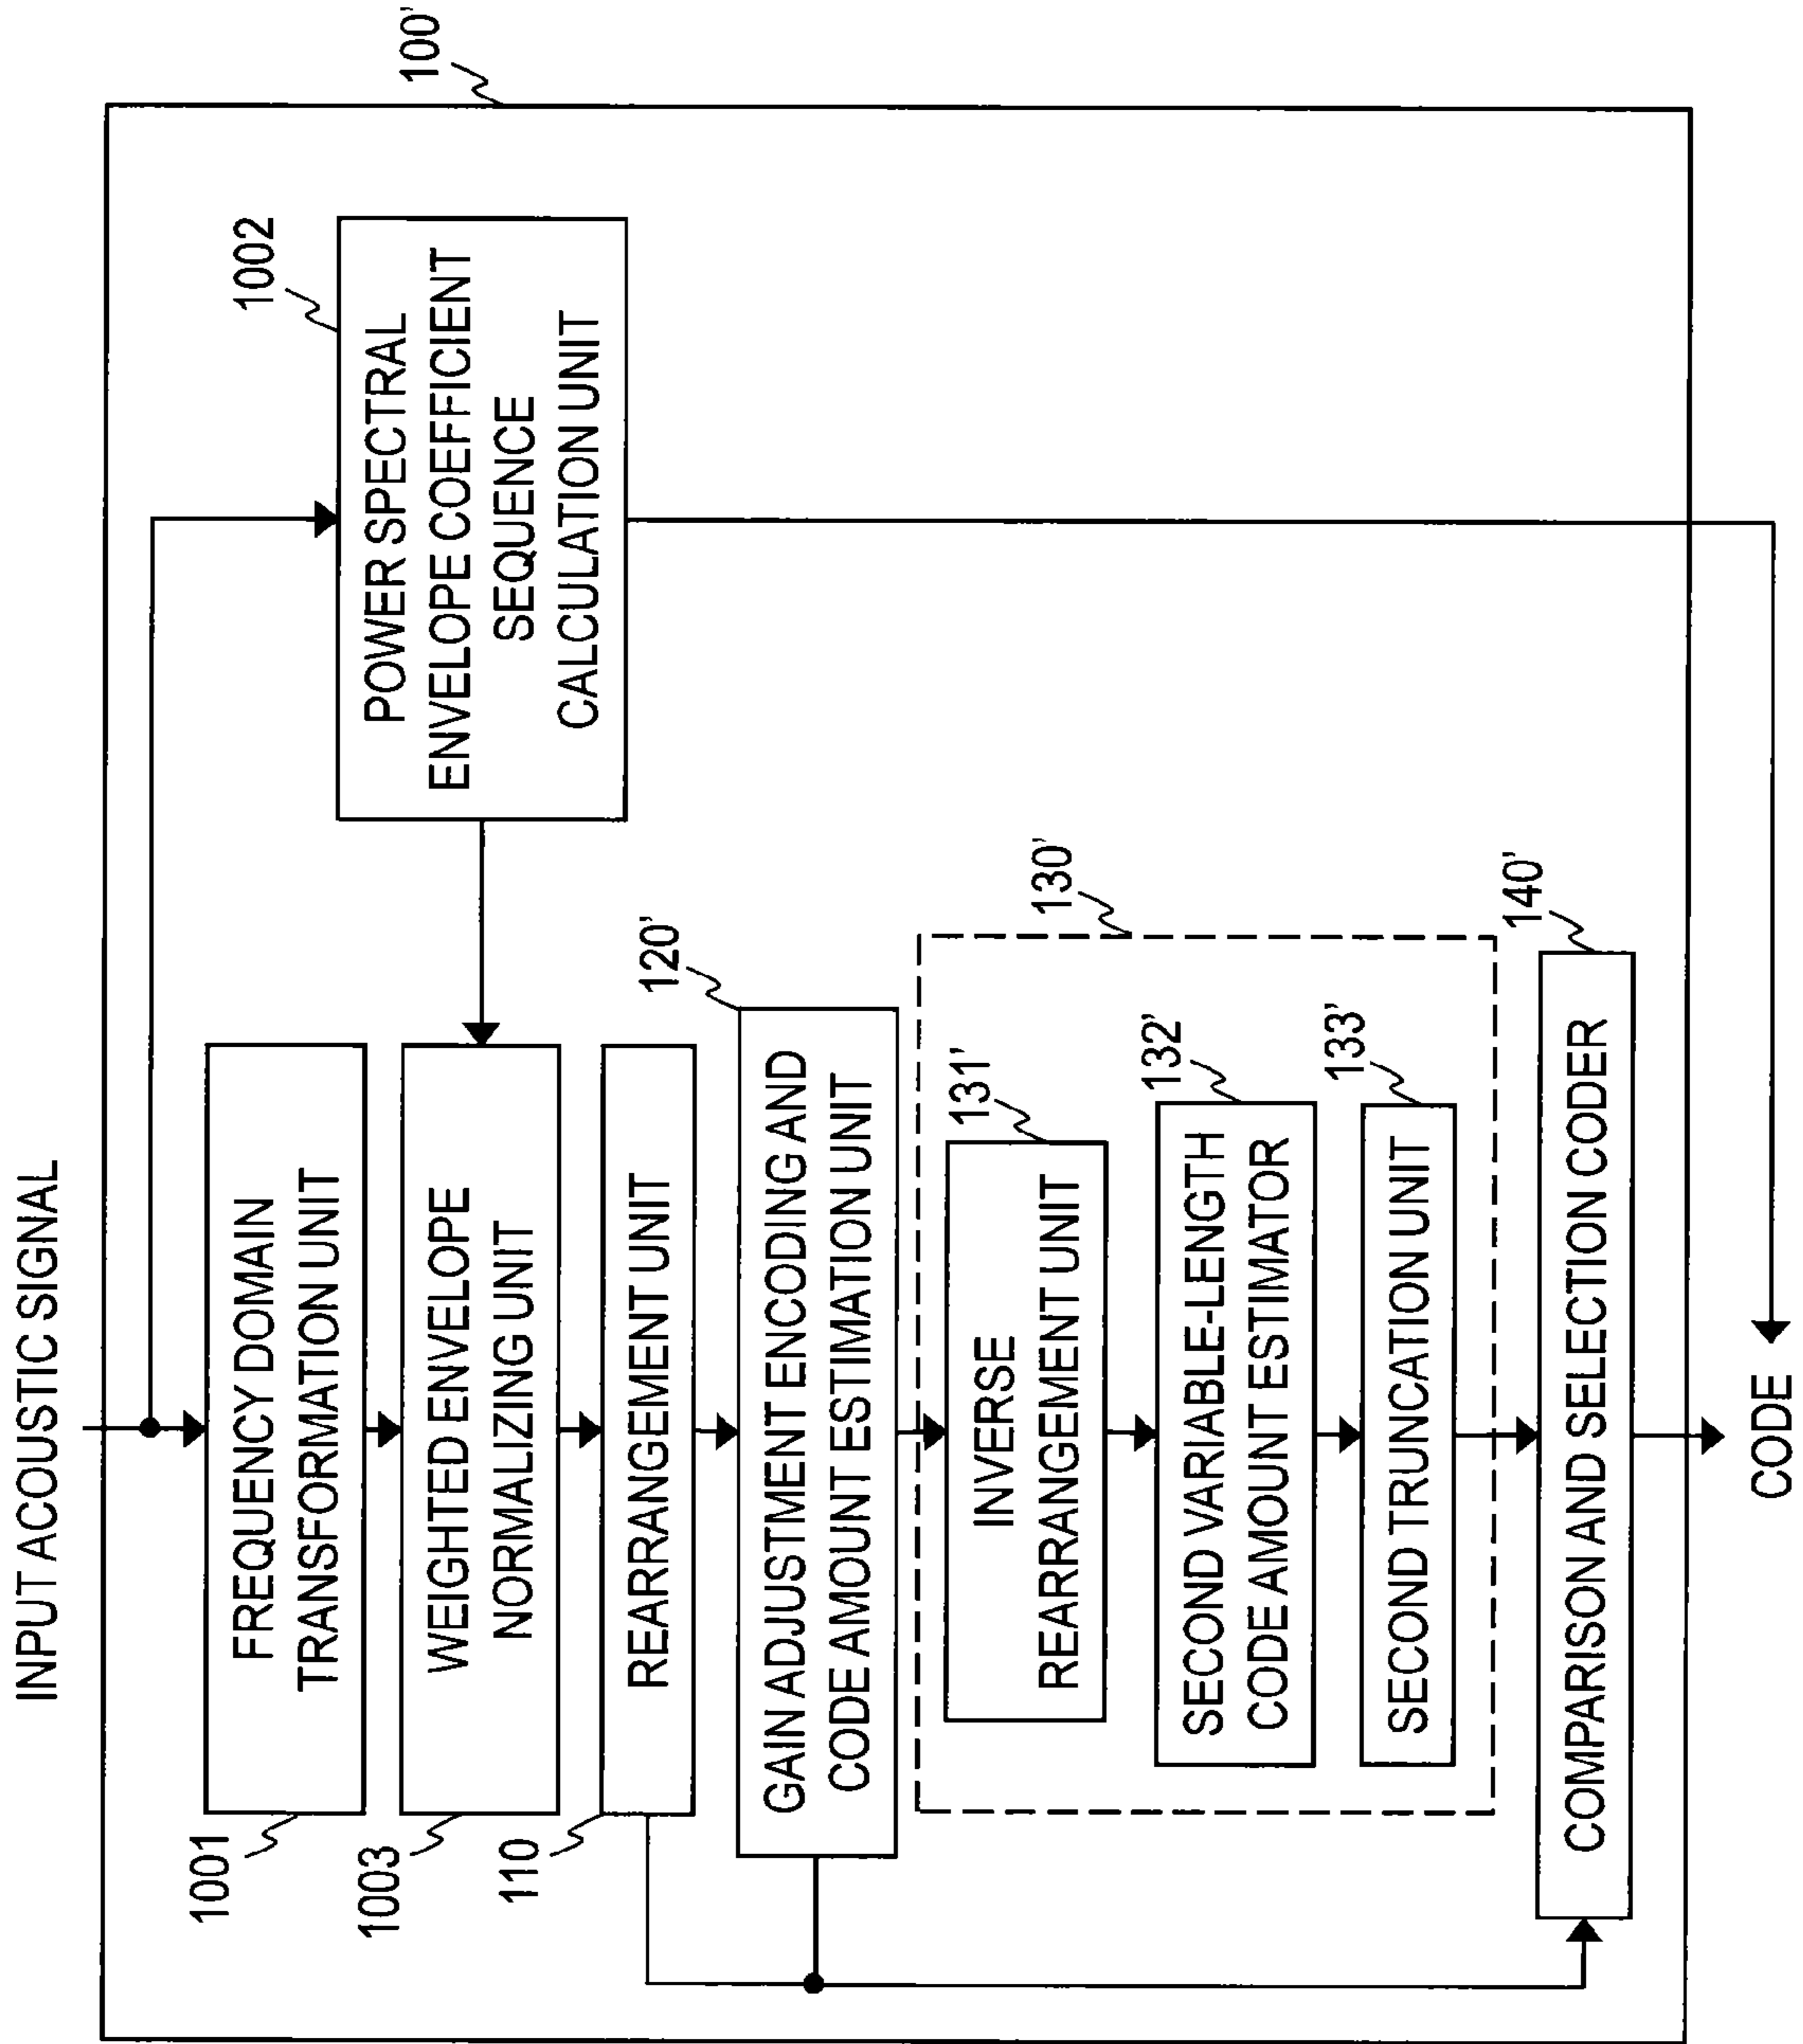 INPUT ACOUSTIC SIGNAL
100'
1001
FREQUENCY DOMAIN
TRANSFORMATION UNIT
1002
POWER SPECTRAL
ENVELOPE COEFFICIENT
SEQUENCE
CALCULATION UNIT
1003
WEIGHTED ENVELOPE
NORMALIZING UNIT
110
REARRANGEMENT UNIT
120'
GAIN ADJUSTMENT ENCODING AND
CODE AMOUNT ESTIMATION UNIT
130'
131'
INVERSE
REARRANGEMENT UNIT
132'
SECOND VARIABLE-LENGTH
CODE AMOUNT ESTIMATOR
133'
SECOND TRUNCATION UNIT
140'
COMPARISON AND SELECTION CODER
CODE